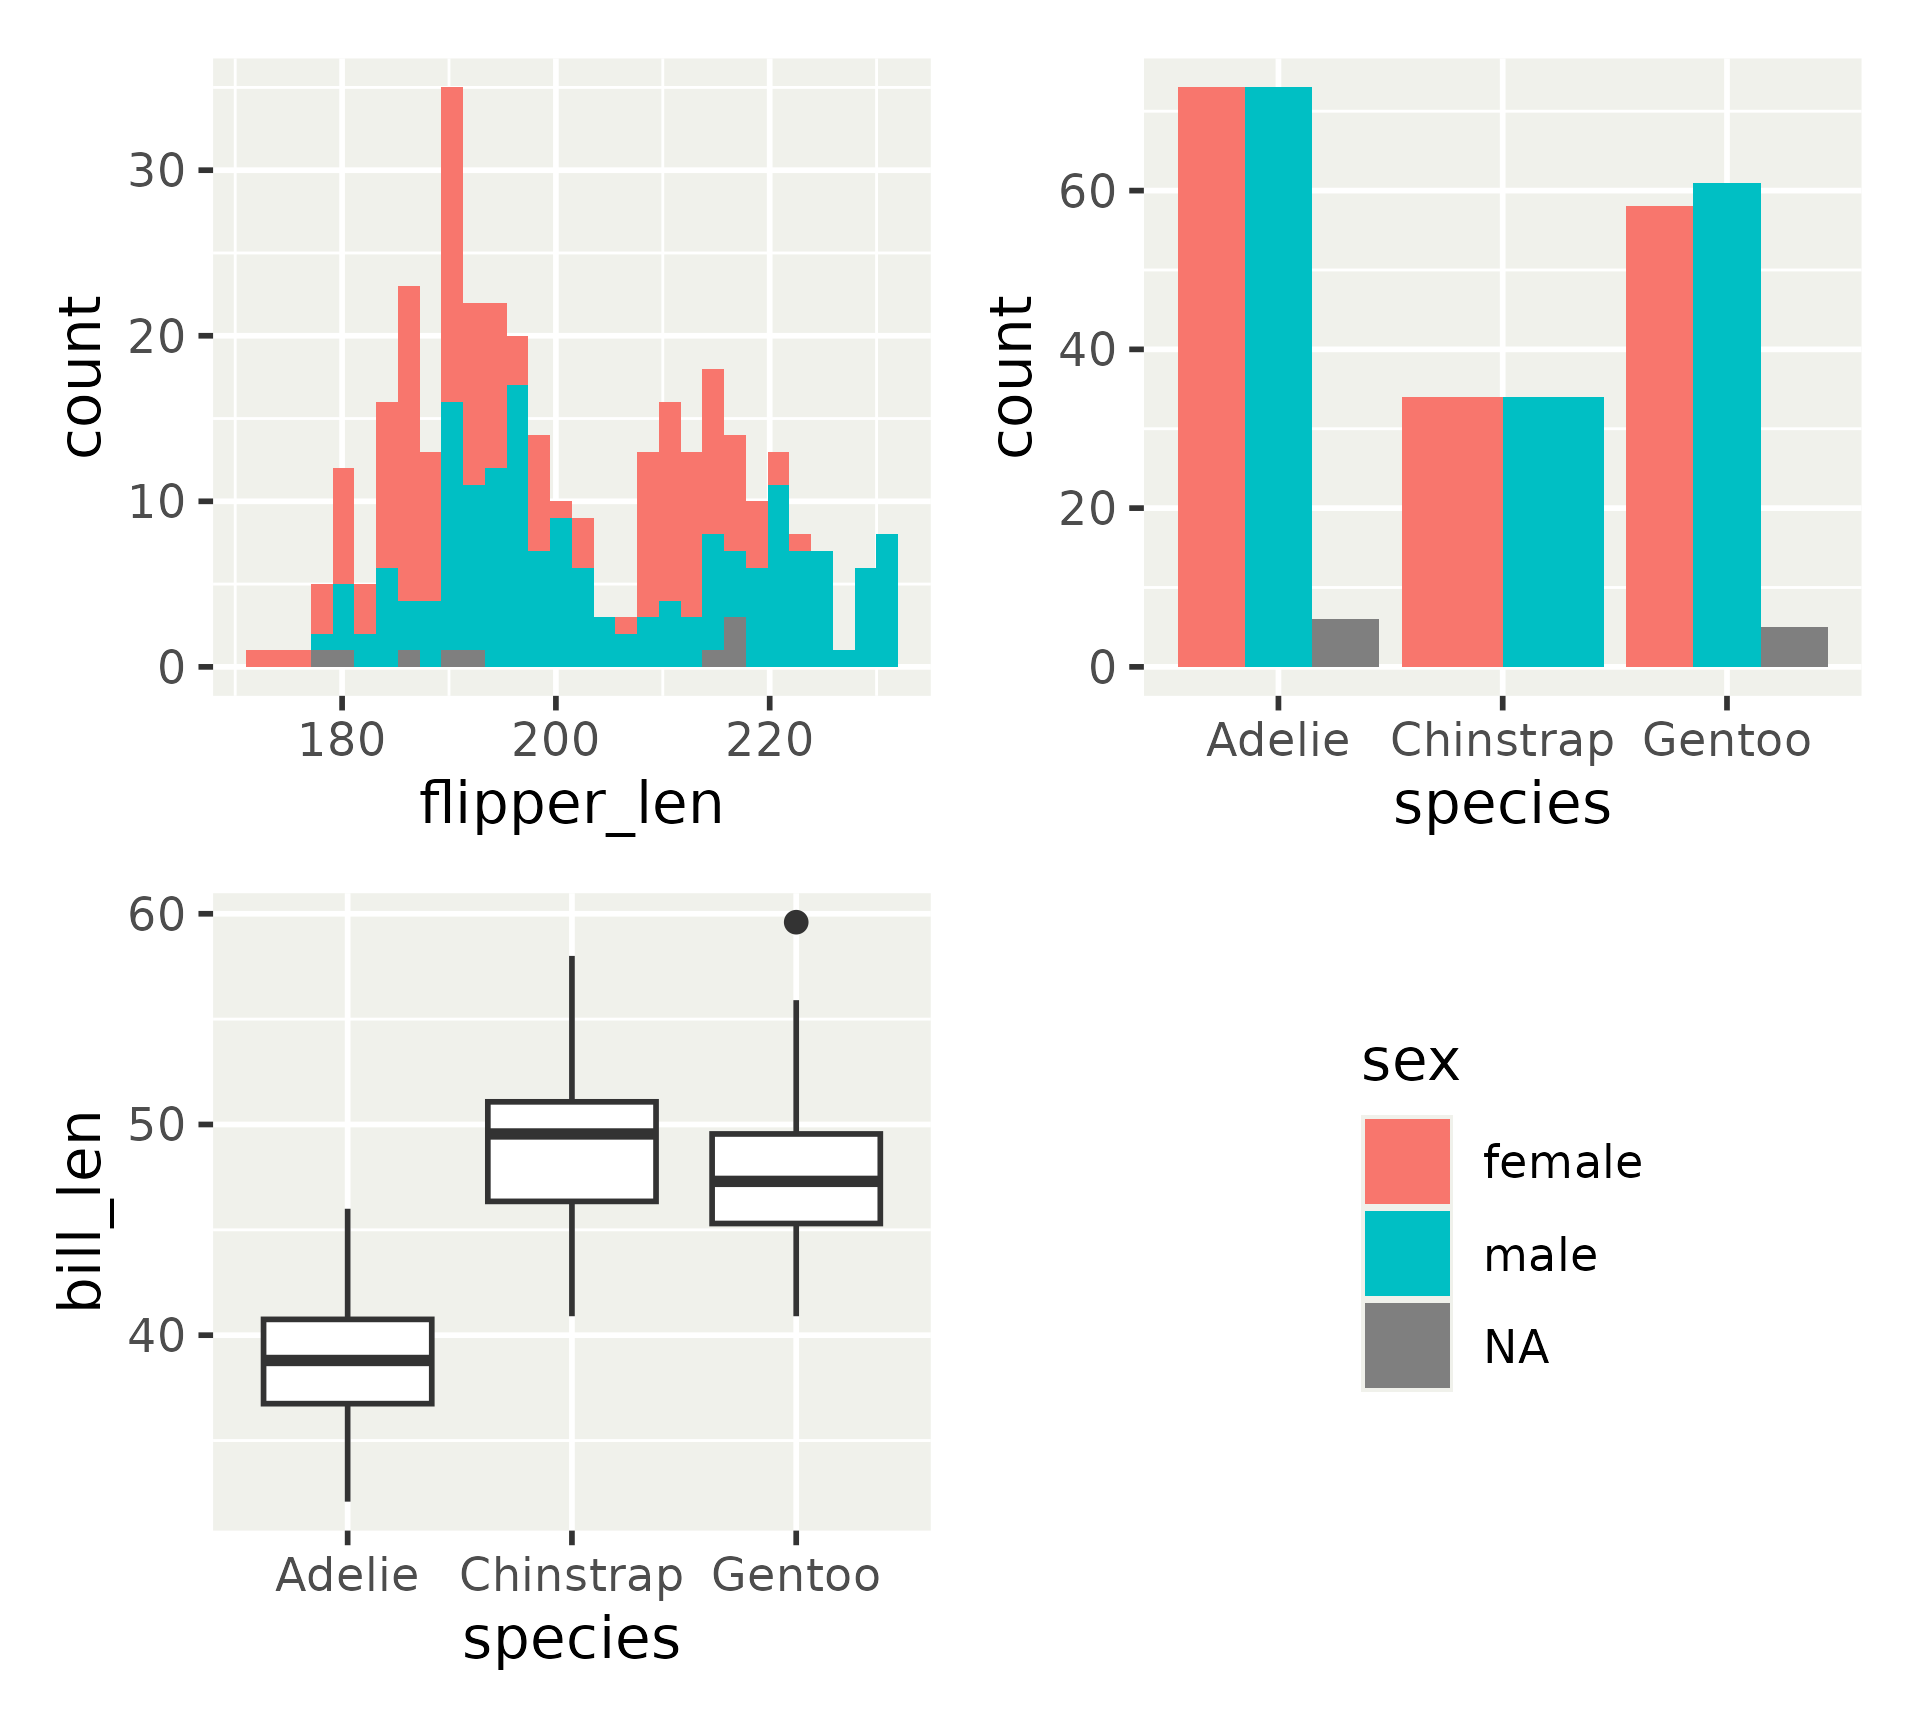 count
30
20
10
0
180 200 220
flipper_len
count
60
40
20
0
Adelie Chinstrap Gentoo
species
bill_len
60
50
40
Adelie Chinstrap Gentoo
species
sex
female
male
NA